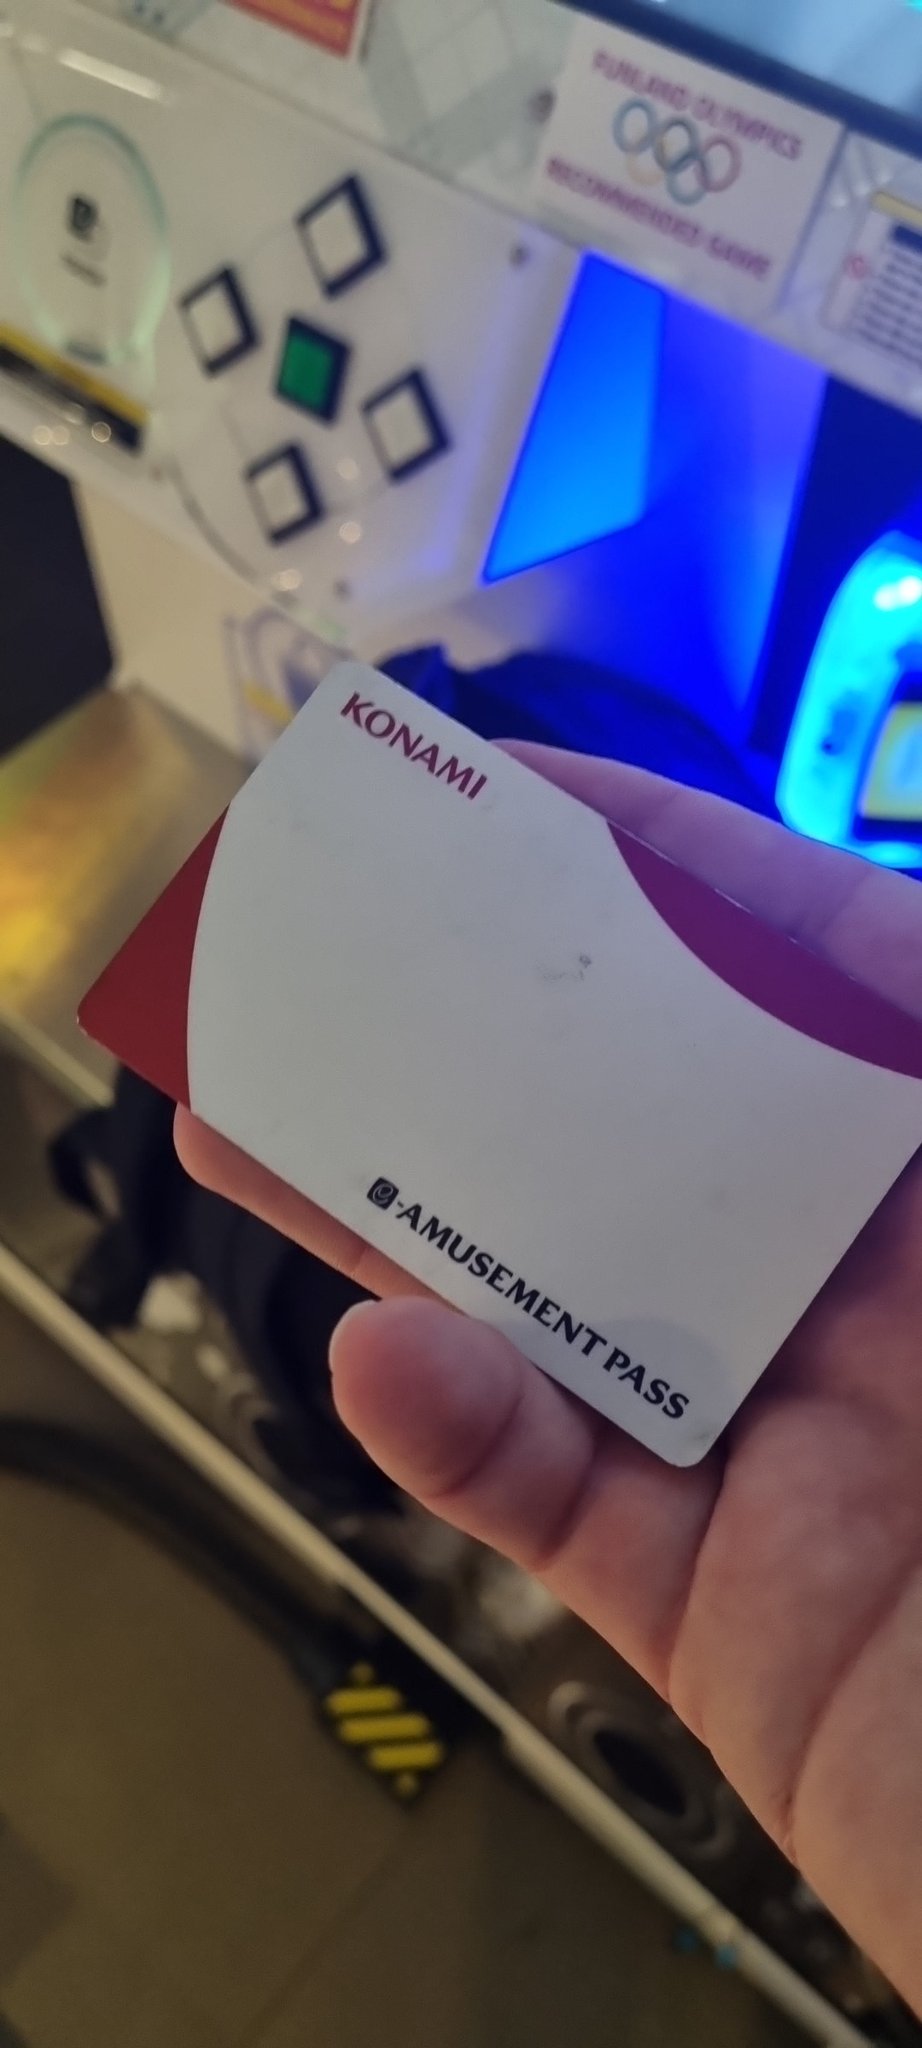 FUNLAND OLYMPICS
RECOMMENDED GAME
KONAMI
e-AMUSEMENT PASS